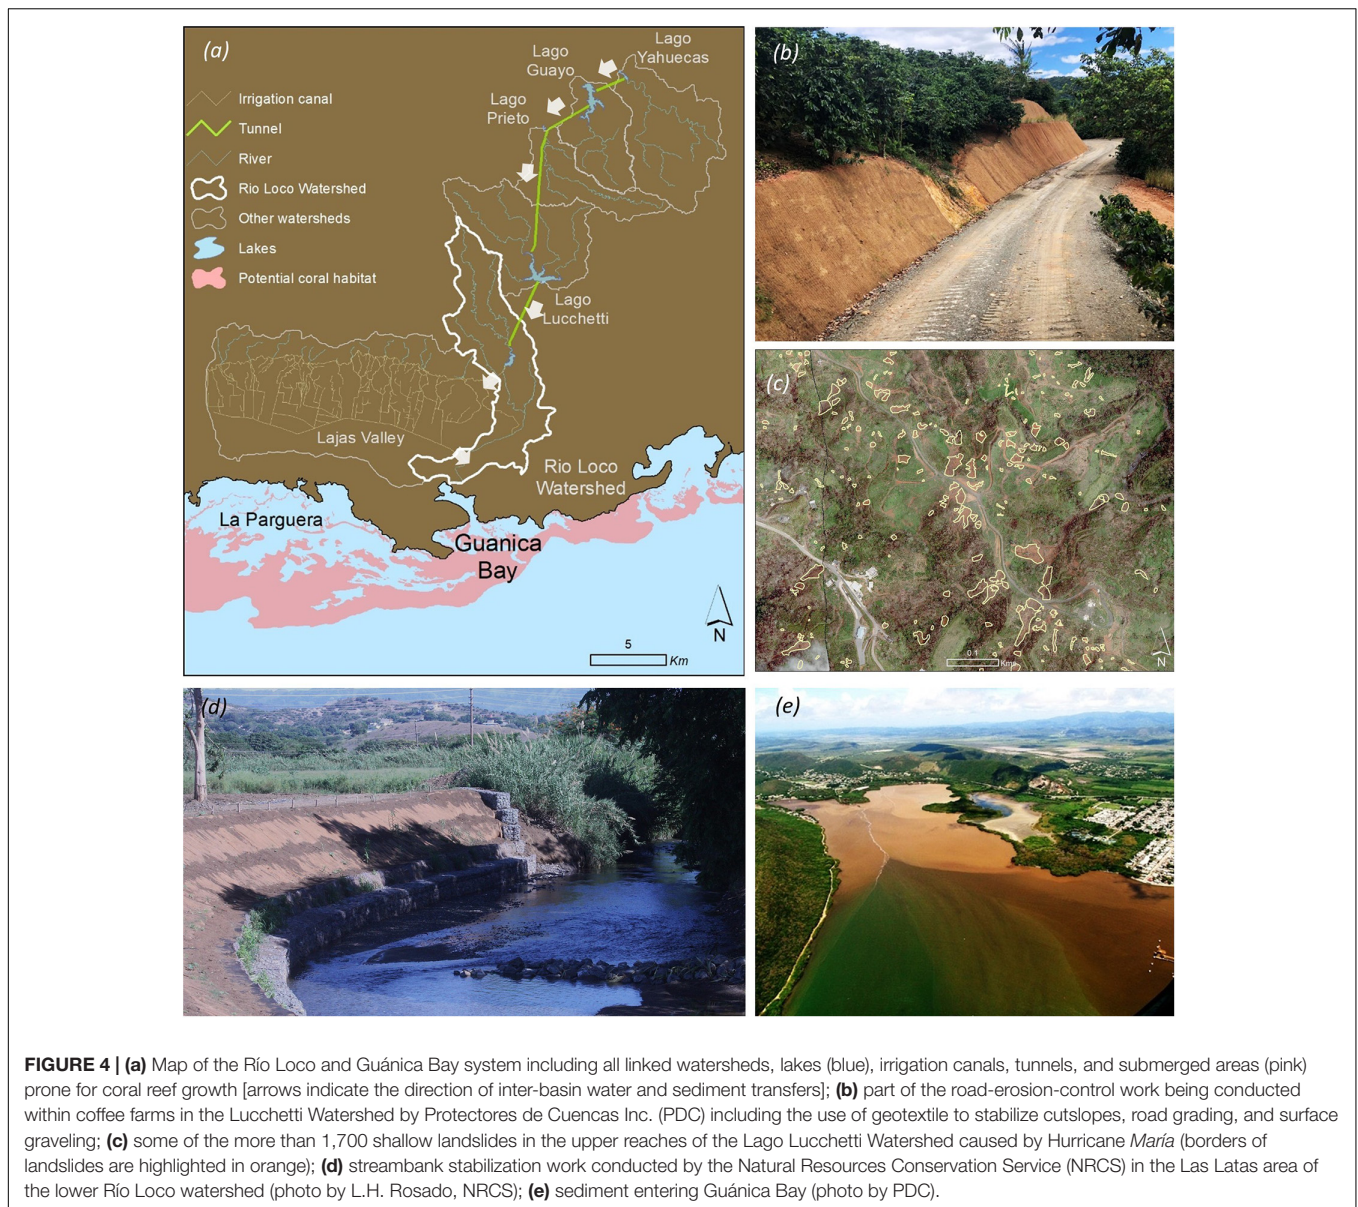 (a)
Lago
Yahuecas
Lago
Guayo
Lago
Prieto
Irrigation canal
Tunnel
River
Rio Loco Watershed
Other watersheds
Lakes
Potential coral habitat
Lago
Lucchetti
Lajas Valley
Rio Loco
Watershed
La Parguera
Guanica
Bay
N
5
Km
(b)
(c)
0.1
Km
N
(d)
(e)
FIGURE 4 | (a) Map of the Río Loco and Guánica Bay system including all linked watersheds, lakes (blue), irrigation canals, tunnels, and submerged areas (pink)
prone for coral reef growth [arrows indicate the direction of inter-basin water and sediment transfers]; (b) part of the road-erosion-control work being conducted
within coffee farms in the Lucchetti Watershed by Protectores de Cuencas Inc. (PDC) including the use of geotextile to stabilize cutslopes, road grading, and surface
graveling; (c) some of the more than 1,700 shallow landslides in the upper reaches of the Lago Lucchetti Watershed caused by Hurricane María (borders of
landslides are highlighted in orange); (d) streambank stabilization work conducted by the Natural Resources Conservation Service (NRCS) in the Las Latas area of
the lower Río Loco watershed (photo by L.H. Rosado, NRCS); (e) sediment entering Guánica Bay (photo by PDC).